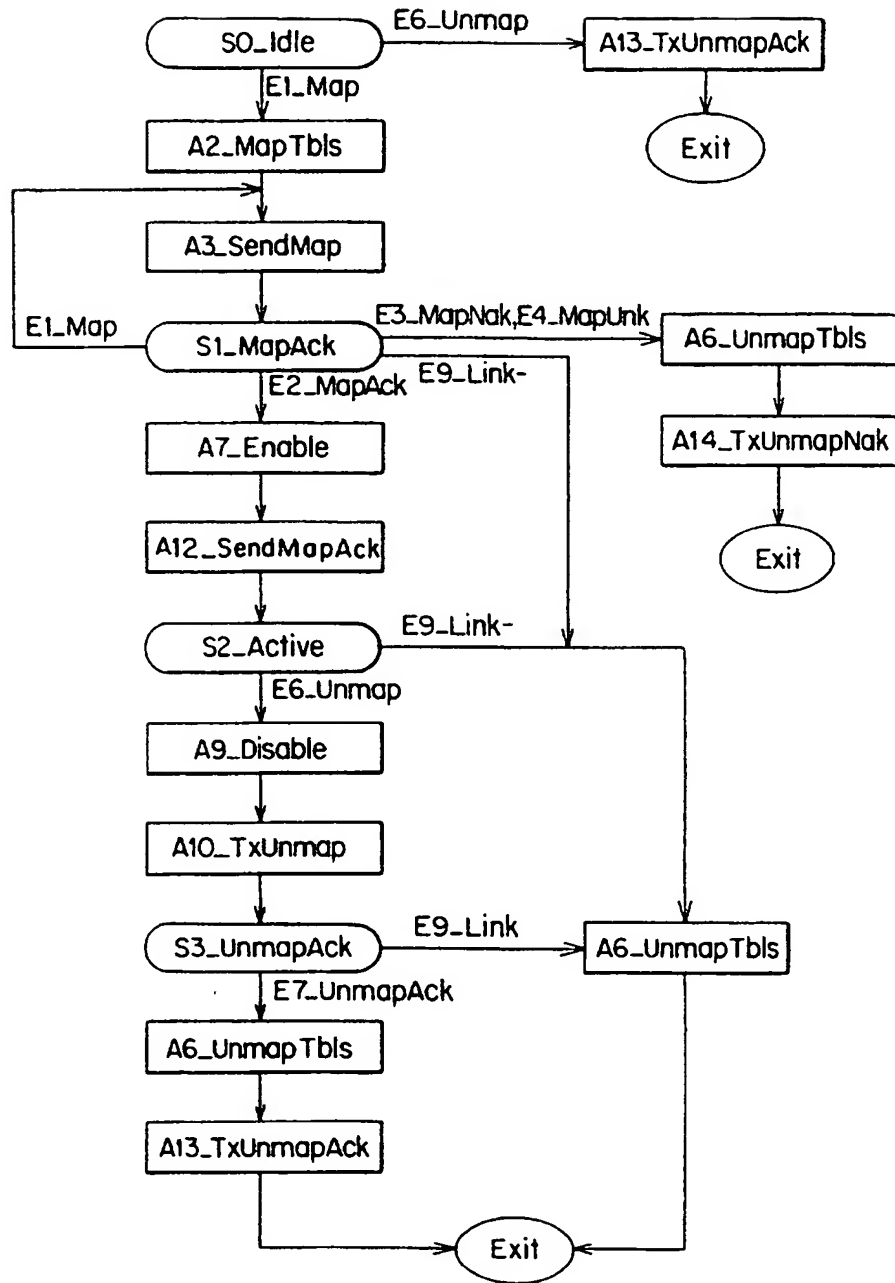 S0_Idle
E6_Unmap
A13_TxUnmapAck
E1_Map
Exit
A2_MapTbls
A3_SendMap
E1_Map
E3_MapNak,E4_MapUnk
S1_MapAck
A6_UnmapTbls
E2_MapAck
E9_Link-
A7_Enable
A14_TxUnmapNak
A12_SendMapAck
Exit
S2_Active
E9_Link-
E6_Unmap
A9_Disable
A10_TxUnmap
S3_UnmapAck
E9_Link
A6_UnmapTbls
E7_UnmapAck
A6_UnmapTbls
A13_TxUnmapAck
Exit